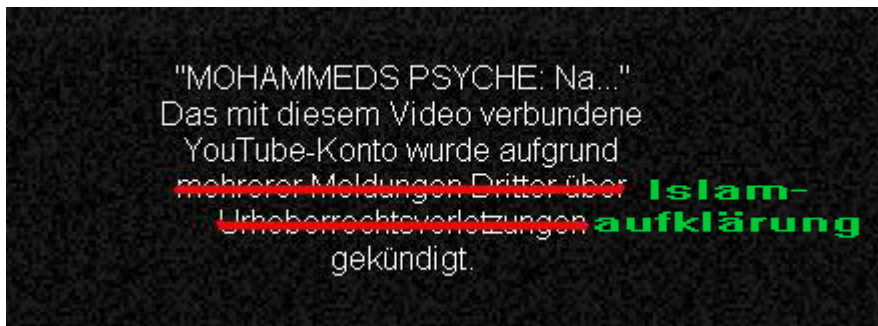 "MOHAMMEDS PSYCHE: Na..."
Das mit diesem Video verbundene
YouTube-Konto wurde aufgrund
mehrerer Meldungen Dritter über Islam-
Urheberrechtsverletzungen aufklärung
gekündigt.